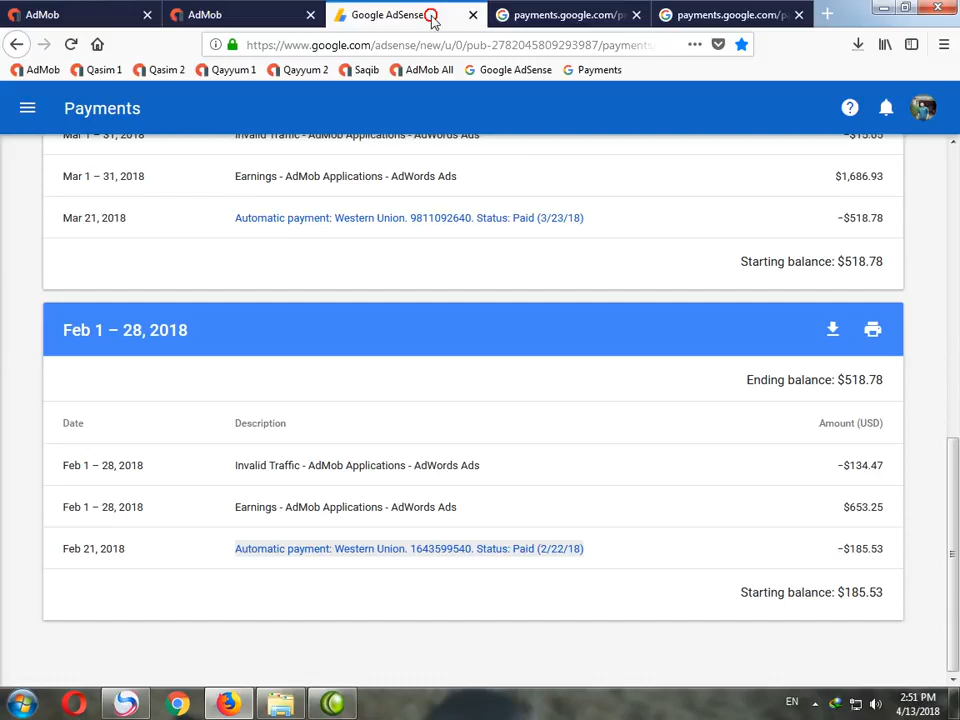 AdMob
AdMob
Google AdSense
payments.google.com/p
payments.google.com/p
https://www.google.com/adsense/new/u/0/pub-2782045809293987/payments
AdMob
Qasim 1
Qasim 2
Qayyum 1
Qayyum 2
Saqib
AdMob All
Google AdSense
Payments
Payments
Mar 1 – 31, 2018 Invalid Traffic - AdMob Applications - AdWords Ads −$15.05
Mar 1 – 31, 2018 Earnings - AdMob Applications - AdWords Ads $1,686.93
Mar 21, 2018 Automatic payment: Western Union. 9811092640. Status: Paid (3/23/18) −$518.78
Starting balance: $518.78
Feb 1 – 28, 2018
Ending balance: $518.78
Date Description Amount (USD)
Feb 1 – 28, 2018 Invalid Traffic - AdMob Applications - AdWords Ads −$134.47
Feb 1 – 28, 2018 Earnings - AdMob Applications - AdWords Ads $653.25
Feb 21, 2018 Automatic payment: Western Union. 1643599540. Status: Paid (2/22/18) −$185.53
Starting balance: $185.53
EN
2:51 PM
4/13/2018